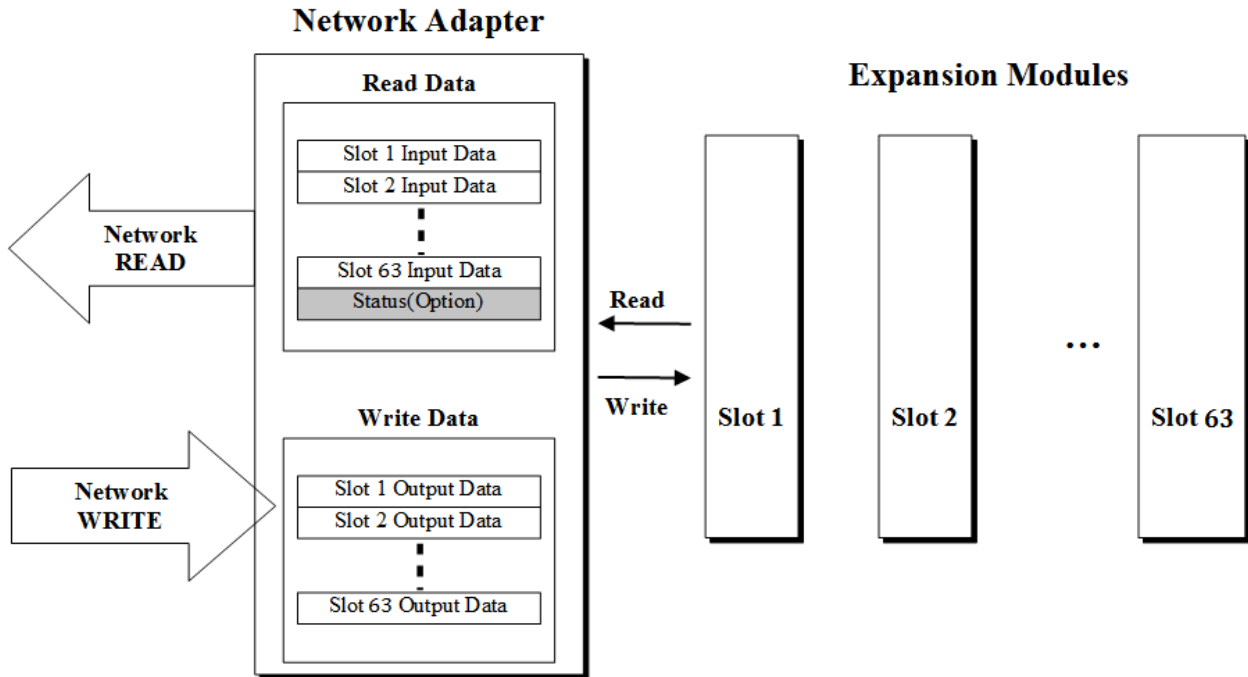 Network Adapter
Read Data
Slot 1 Input Data
Slot 2 Input Data
Slot 63 Input Data
Status(Option)
Network
READ
Write Data
Slot 1 Output Data
Slot 2 Output Data
Slot 63 Output Data
Network
WRITE
Read
Write
Expansion Modules
Slot 1
Slot 2
...
Slot 63